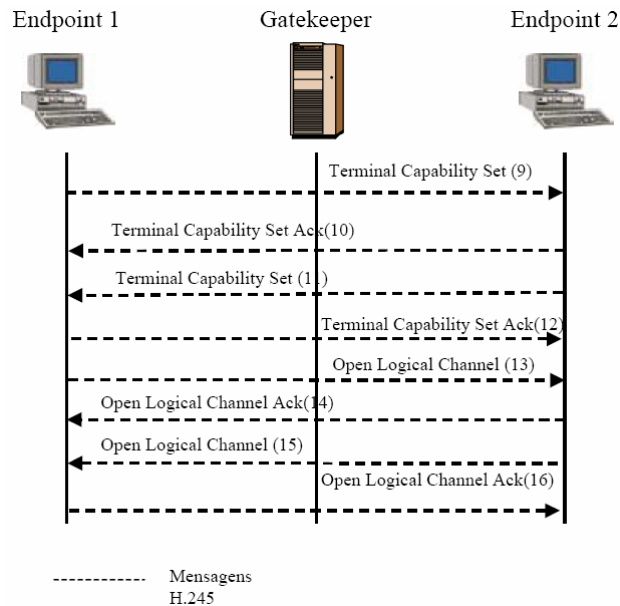 Endpoint 1
Gatekeeper
Endpoint 2
Terminal Capability Set (9)
Terminal Capability Set Ack(10)
Terminal Capability Set (11)
Terminal Capability Set Ack(12)
Open Logical Channel (13)
Open Logical Channel Ack(14)
Open Logical Channel (15)
Open Logical Channel Ack(16)
Mensagens
H.245